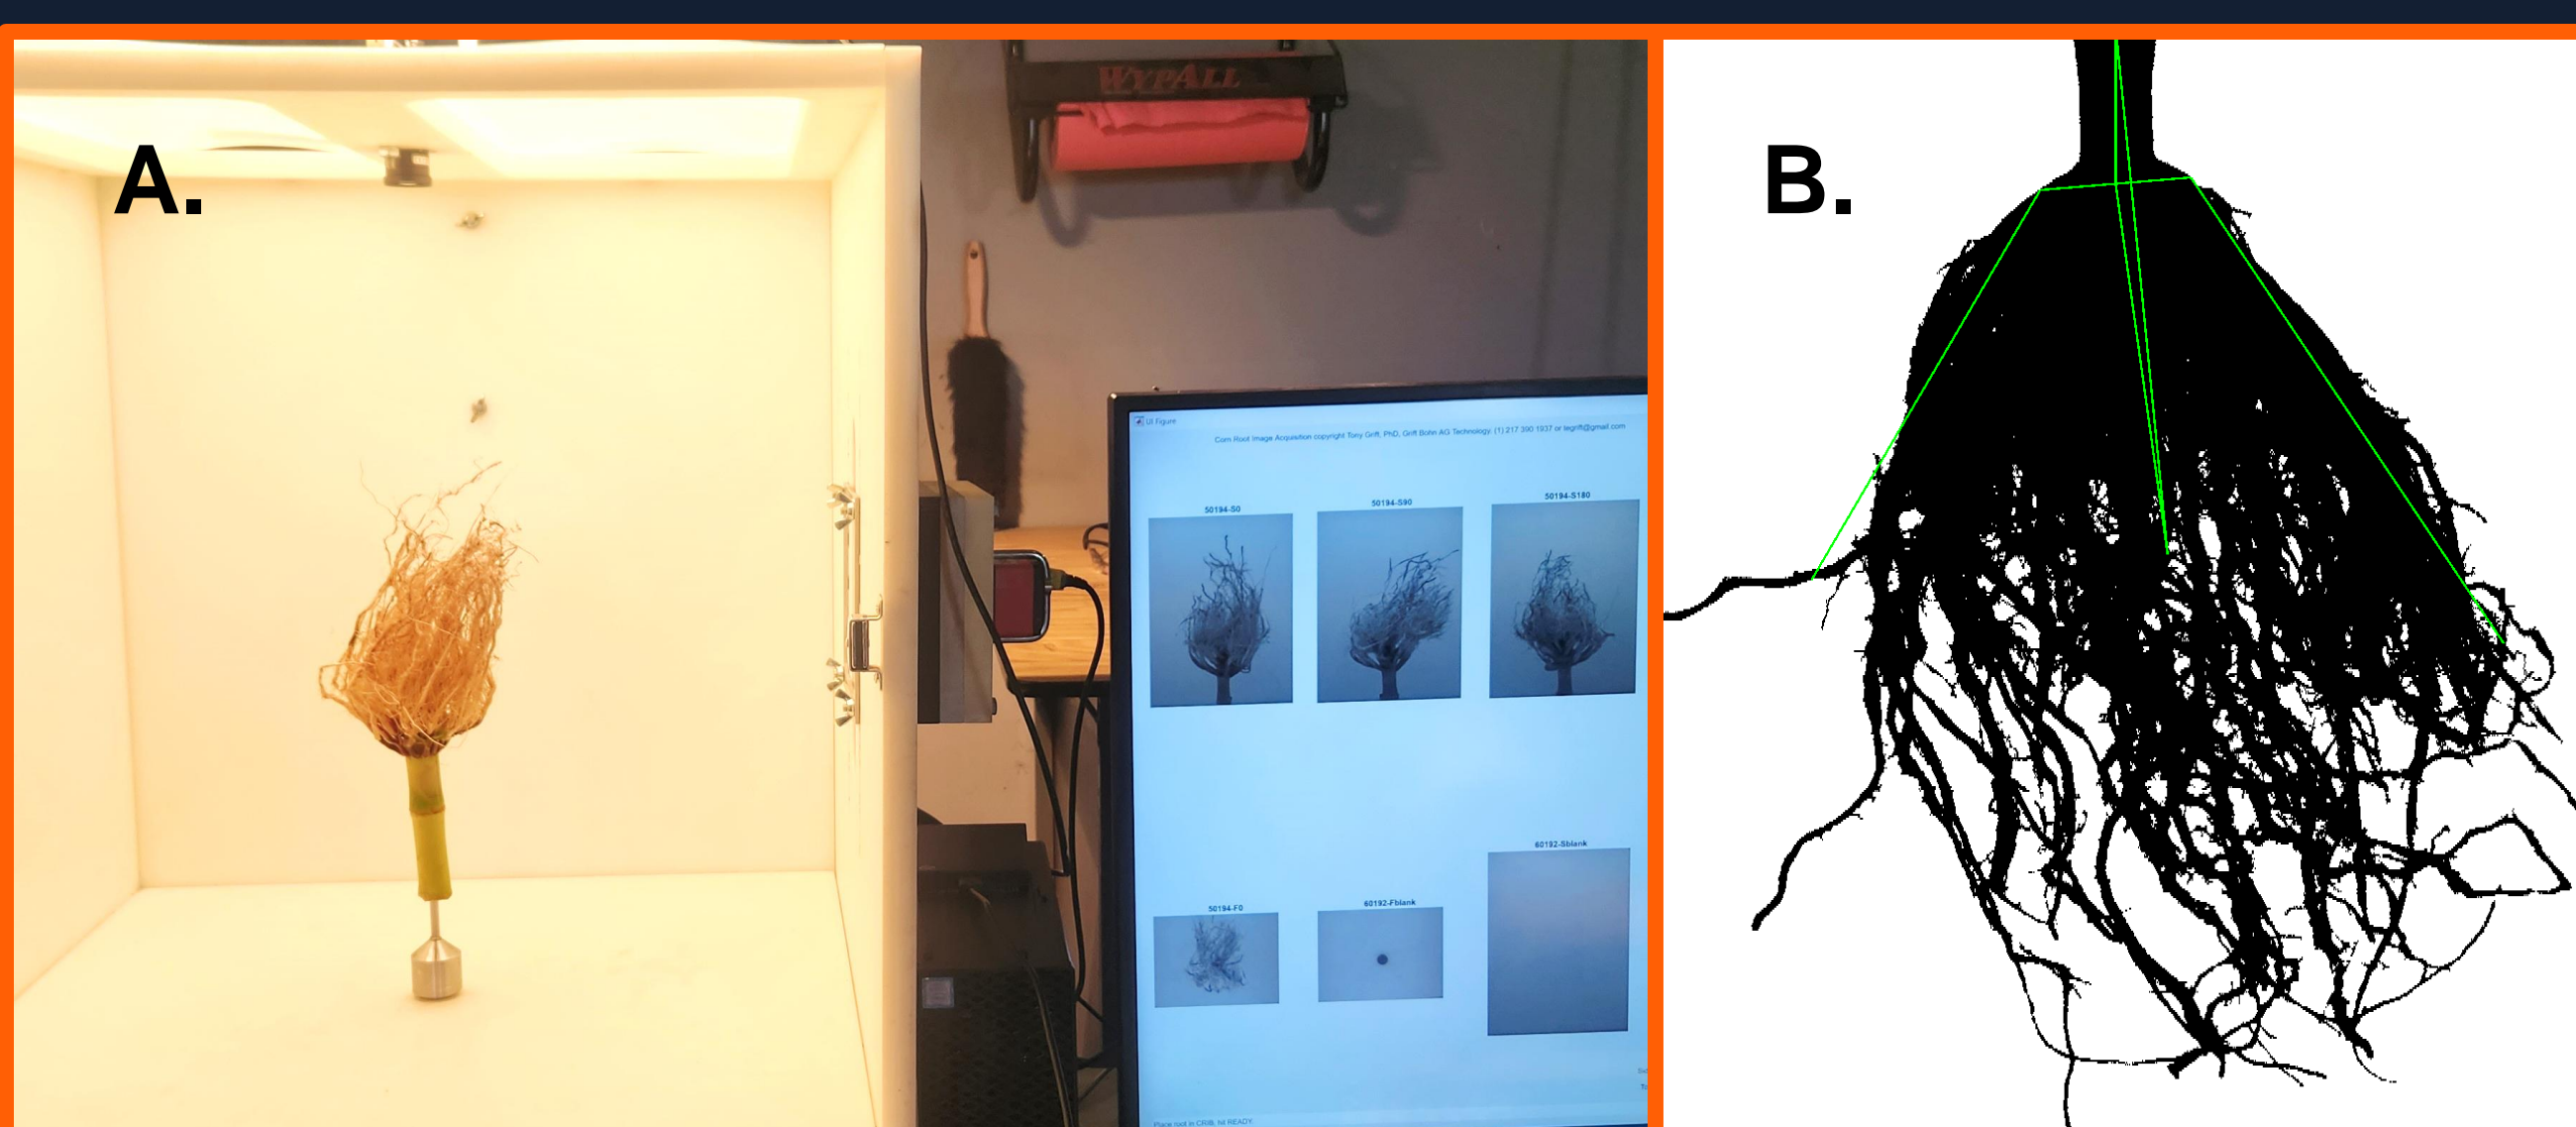 A.
B.
WYPALL
UI Figure
Corn Root Image Acquisition copyright Tony Grift, PhD, Grift Bohn AG Technology. (1) 217 390 1937 or tegrift@gmail.com
50194-S0
50194-S90
50194-S180
50194-F0
60192-Fblank
60192-Sblank
Place root in CRIB, hit READY.